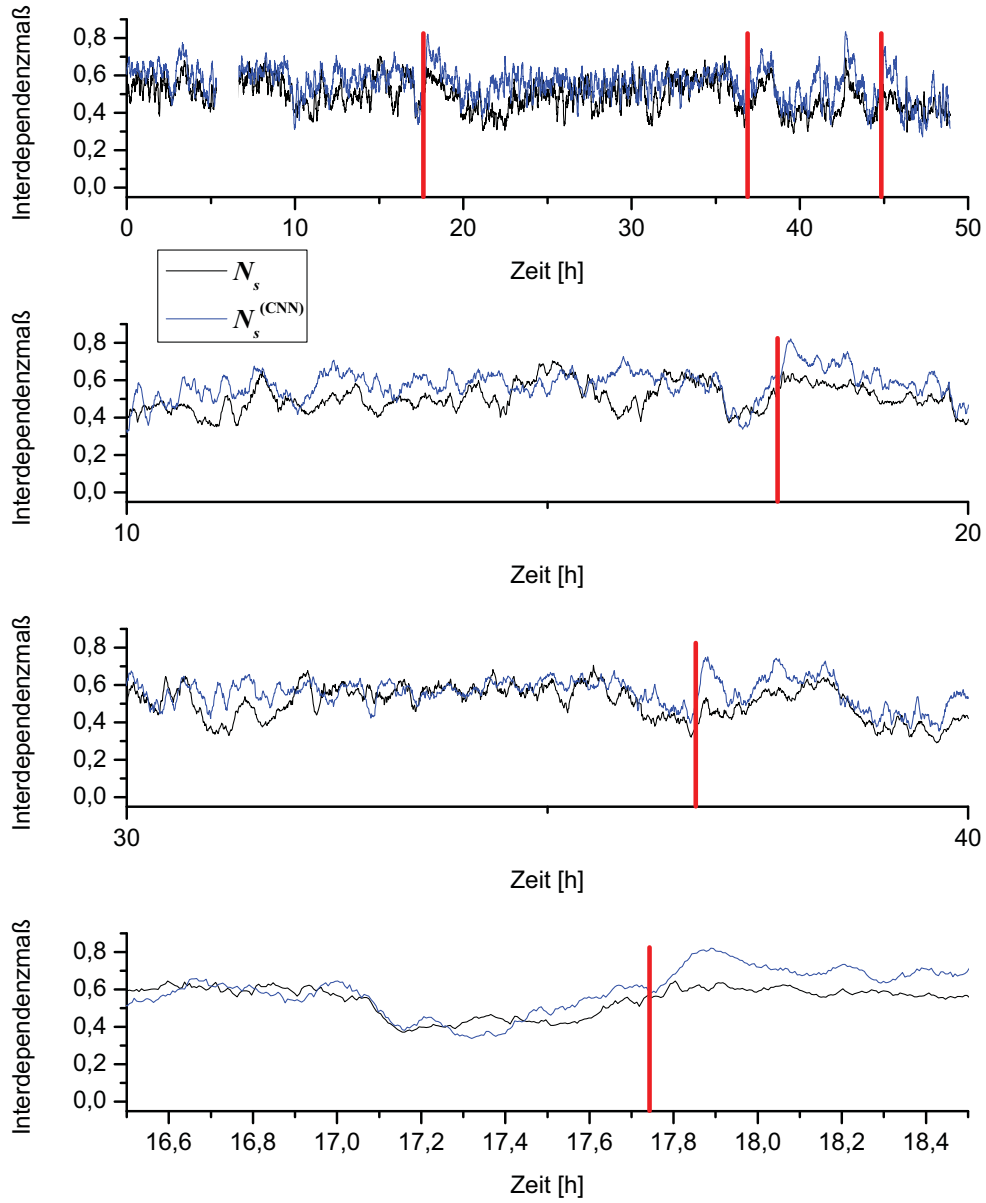 Interdependenzmaß
0,8
0,6
0,4
0,2
0,0
0 10 20 30 40 50
Zeit [h]
N s
N s (CNN)
Interdependenzmaß
0,8
0,6
0,4
0,2
0,0
10 20
Zeit [h]
Interdependenzmaß
0,8
0,6
0,4
0,2
0,0
30 40
Zeit [h]
Interdependenzmaß
0,8
0,6
0,4
0,2
0,0
16,6 16,8 17,0 17,2 17,4 17,6 17,8 18,0 18,2 18,4
Zeit [h]